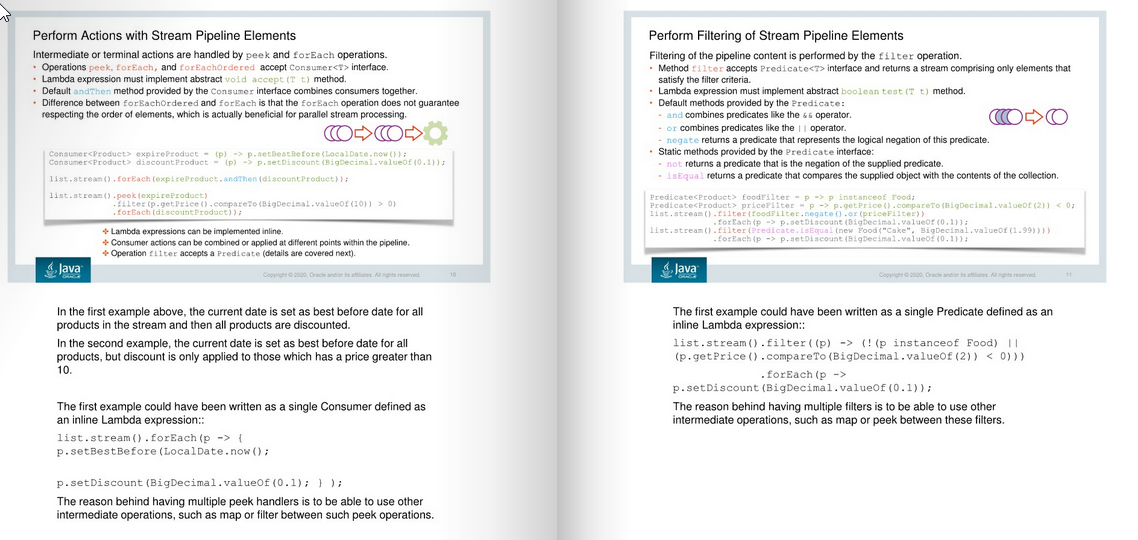 Perform Actions with Stream Pipeline Elements
Intermediate or terminal actions are handled by peek and forEach operations.
• Operations peek, forEach, and forEachOrdered accept Consumer<T> interface.
• Lambda expression must implement abstract void accept(T t) method.
• Default andThen method provided by the Consumer interface combines consumers together.
• Difference between forEachOrdered and forEach is that the forEach operation does not guarantee
respecting the order of elements, which is actually beneficial for parallel stream processing.
Consumer<Product> expireProduct = (p) -> p.setBestBefore(LocalDate.now());
Consumer<Product> discountProduct = (p) -> p.setDiscount(BigDecimal.valueOf(0.1));
list.stream().forEach(expireProduct.andThen(discountProduct));
list.stream().peek(expireProduct)
.filter(p.getPrice().compareTo(BigDecimal.valueOf(10)) > 0)
.forEach(discountProduct);
Lambda expressions can be implemented inline.
Consumer actions can be combined or applied at different points within the pipeline.
Operation filter accepts a Predicate (details are covered next).
Java
ORACLE
Copyright © 2020, Oracle and/or its affiliates. All rights reserved.
10
In the first example above, the current date is set as best before date for all
products in the stream and then all products are discounted.
In the second example, the current date is set as best before date for all
products, but discount is only applied to those which has a price greater than
10.
The first example could have been written as a single Consumer defined as
an inline Lambda expression::
list.stream().forEach(p -> {
p.setBestBefore(LocalDate.now();
p.setDiscount(BigDecimal.valueOf(0.1); } );
The reason behind having multiple peek handlers is to be able to use other
intermediate operations, such as map or filter between such peek operations.
Perform Filtering of Stream Pipeline Elements
Filtering of the pipeline content is performed by the filter operation.
• Method filter accepts Predicate<T> interface and returns a stream comprising only elements that
satisfy the filter criteria.
• Lambda expression must implement abstract boolean test(T t) method.
• Default methods provided by the Predicate:
- and combines predicates like the && operator.
- or combines predicates like the || operator.
- negate returns a predicate that represents the logical negation of this predicate.
• Static methods provided by the Predicate interface:
- not returns a predicate that is the negation of the supplied predicate.
- isEqual returns a predicate that compares the supplied object with the contents of the collection.
Predicate<Product> foodFilter = p -> p instanceof Food;
Predicate<Product> priceFilter = p -> p.getPrice().compareTo(BigDecimal.valueOf(2)) < 0;
list.stream().filter(foodFilter.negate().or(priceFilter))
.forEach(p -> p.setDiscount(BigDecimal.valueOf(0.1));
list.stream().filter(Predicate.isEqual(new Food("Cake", BigDecimal.valueOf(1.99))))
.forEach(p -> p.setDiscount(BigDecimal.valueOf(0.1));
Java
ORACLE
Copyright © 2020, Oracle and/or its affiliates. All rights reserved.
11
The first example could have been written as a single Predicate defined as an
inline Lambda expression::
list.stream().filter((p) -> (!(p instanceof Food) ||
(p.getPrice().compareTo(BigDecimal.valueOf(2)) < 0)))
.forEach(p ->
p.setDiscount(BigDecimal.valueOf(0.1));
The reason behind having multiple filters is to be able to use other
intermediate operations, such as map or peek between these filters.